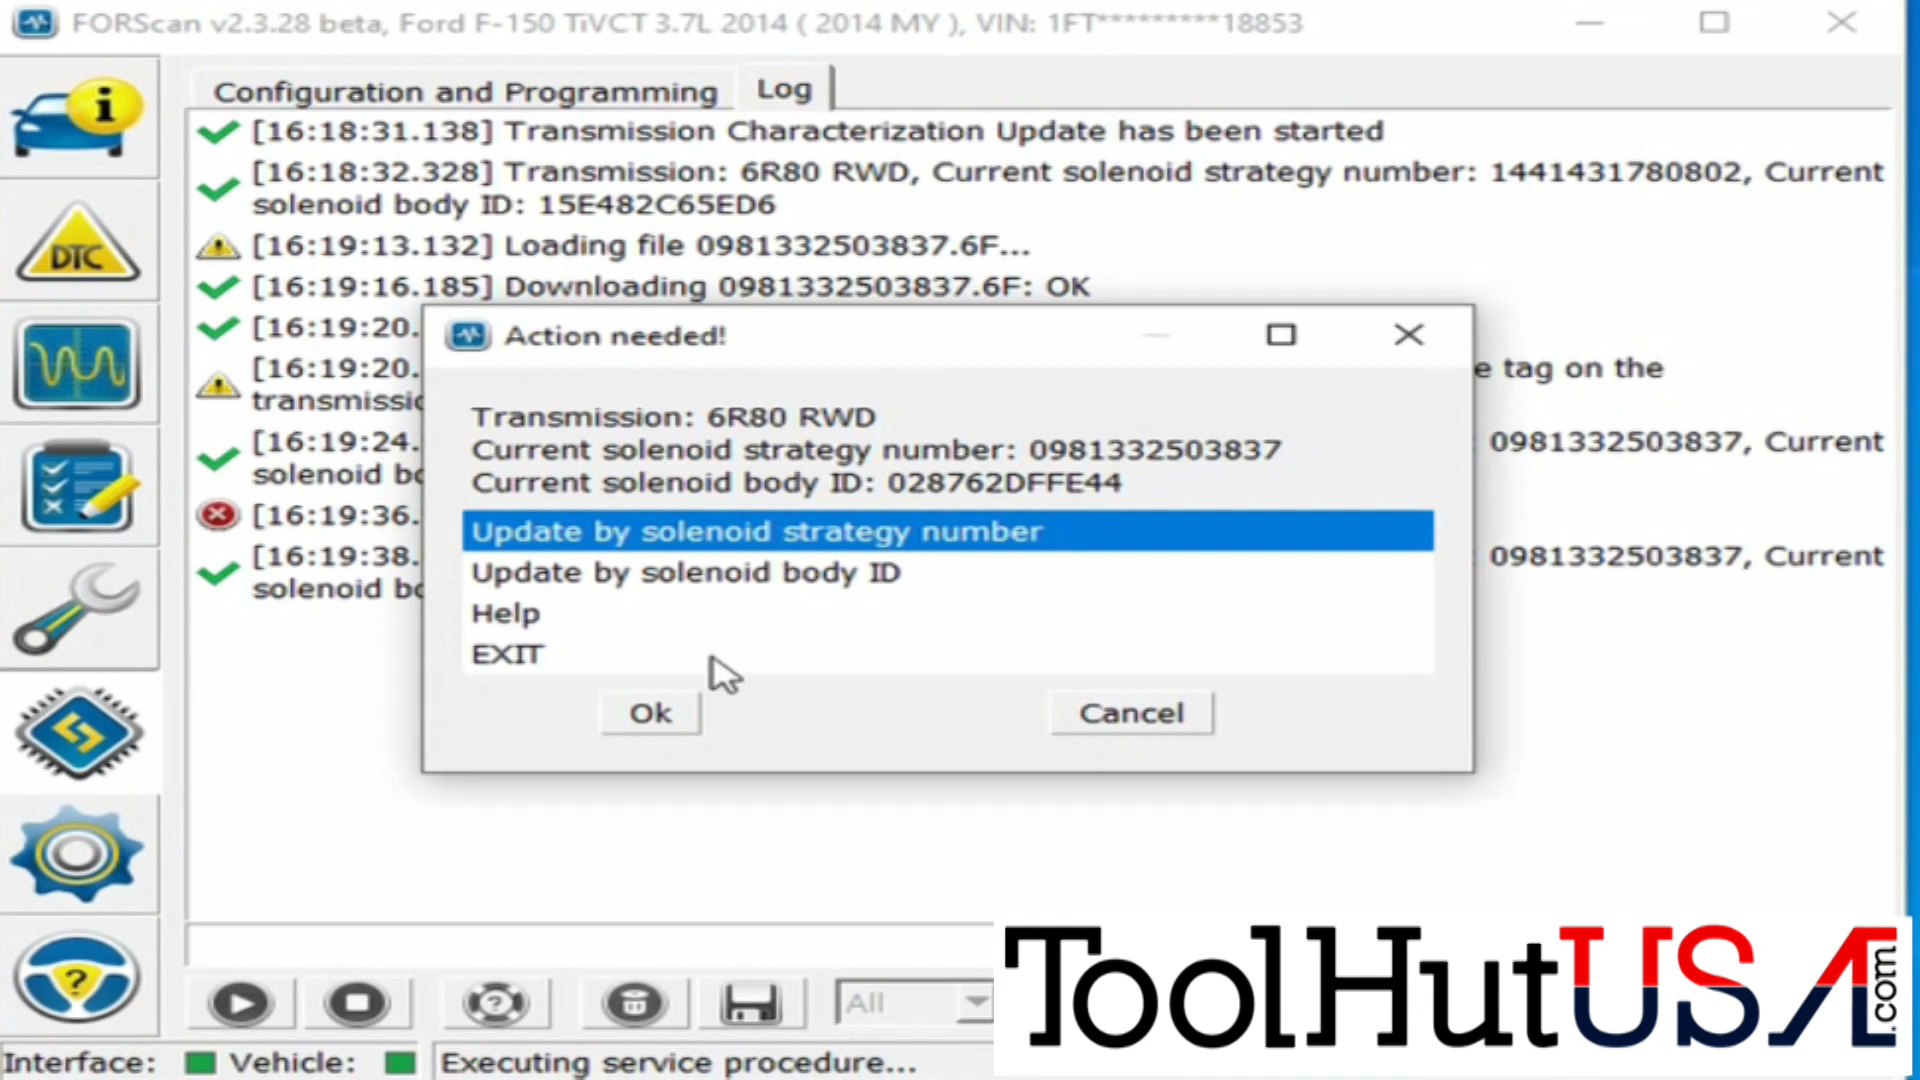 FORScan v2.3.28 beta, Ford F-150 TiVCT 3.7L 2014 ( 2014 MY ), VIN: 1FT*********18853
Configuration and Programming
Log
[16:18:31.138] Transmission Characterization Update has been started
[16:18:32.328] Transmission: 6R80 RWD, Current solenoid strategy number: 1441431780802, Current
solenoid body ID: 15E482C65ED6
[16:19:13.132] Loading file 0981332503837.6F...
[16:19:16.185] Downloading 0981332503837.6F: OK
[16:19:20.
[16:19:20. e tag on the
transmissio
[16:19:24. 0981332503837, Current
solenoid bo
[16:19:36.
[16:19:38. 0981332503837, Current
solenoid bo
Action needed!
Transmission: 6R80 RWD
Current solenoid strategy number: 0981332503837
Current solenoid body ID: 028762DFFE44
Update by solenoid strategy number
Update by solenoid body ID
Help
EXIT
Ok
Cancel
i
DTC
?
?
All
Interface:
Vehicle:
Executing service procedure...
ToolHutUSA.com